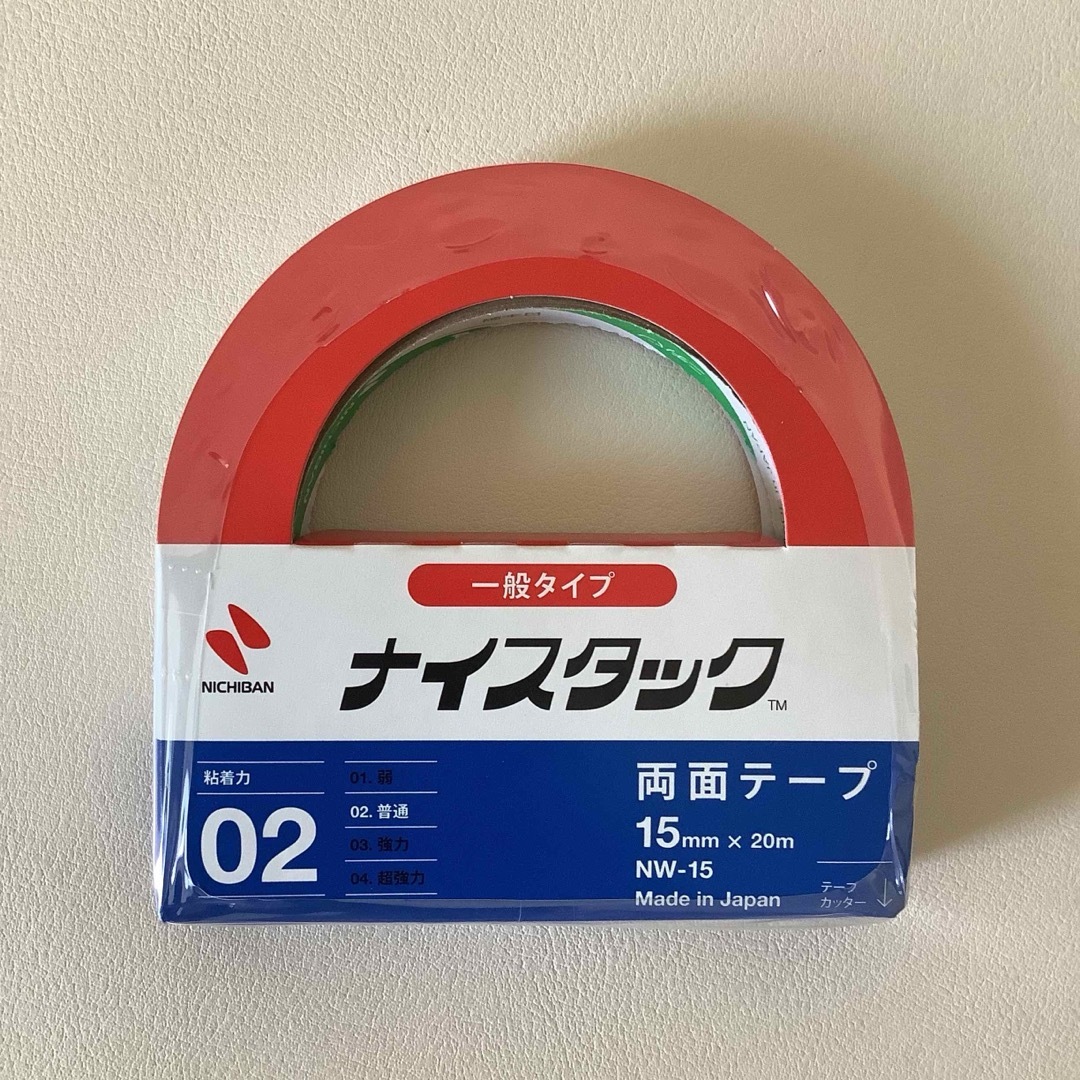 一般タイプ
NICHIBAN
ナイスタック
TM
粘着力
02
01. 弱
02. 普通
03. 強力
04. 超強力
両面テープ
15mm × 20m
NW-15
Made in Japan
テープ
カッター ↓